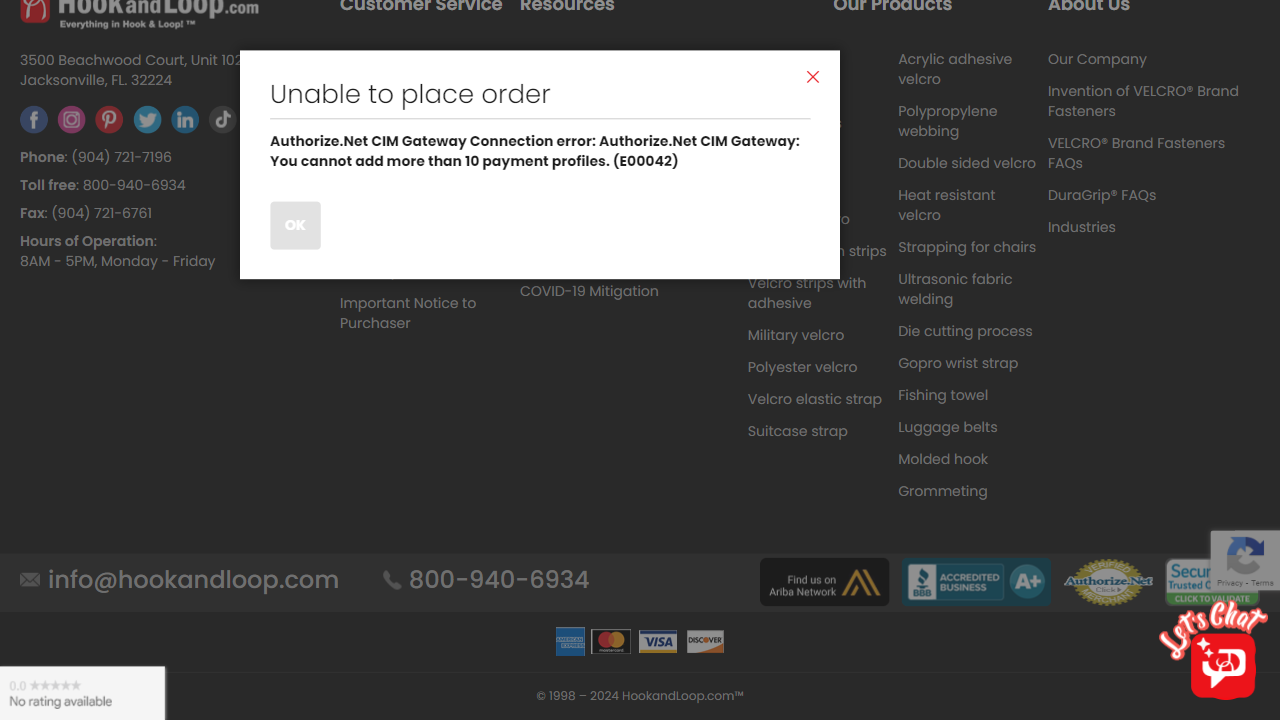 HookandLoop.com
Everything in Hook & Loop! ™
3500 Beachwood Court, Unit 102
Jacksonville, FL. 32224
Phone: (904) 721-7196
Toll free: 800-940-6934
Fax: (904) 721-6761
Hours of Operation:
8AM - 5PM, Monday - Friday
Customer Service
Important Notice to
Purchaser
Resources
COVID-19 Mitigation
Unable to place order
Authorize.Net CIM Gateway Connection error: Authorize.Net CIM Gateway:
You cannot add more than 10 payment profiles. (E00042)
OK
Our Products
strips
Velcro strips with
adhesive
Military velcro
Polyester velcro
Velcro elastic strap
Suitcase strap
Acrylic adhesive
velcro
Polypropylene
webbing
Double sided velcro
Heat resistant
velcro
Strapping for chairs
Ultrasonic fabric
welding
Die cutting process
Gopro wrist strap
Fishing towel
Luggage belts
Molded hook
Grommeting
About Us
Our Company
Invention of VELCRO® Brand
Fasteners
VELCRO® Brand Fasteners
FAQs
DuraGrip® FAQs
Industries
info@hookandloop.com
800-940-6934
Find us on
Ariba Network
BBB
ACCREDITED
BUSINESS
A+
Authorize.Net
Click
Secur
Trusted
CLICK TO VALIDATE
Privacy - Terms
Let's Chat
AMERICAN
EXPRESS
mastercard
VISA
DISCOVER
0.0 ★★★★★
No rating available
© 1998 – 2024 HookandLoop.com™